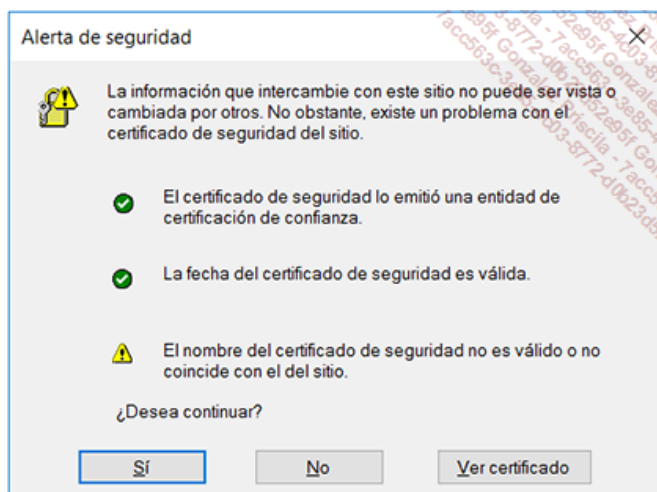 Alerta de seguridad
La información que intercambie con este sitio no puede ser vista o
cambiada por otros. No obstante, existe un problema con el
certificado de seguridad del sitio.
El certificado de seguridad lo emitió una entidad de
certificación de confianza.
La fecha del certificado de seguridad es válida.
El nombre del certificado de seguridad no es válido o no
coincide con el del sitio.
¿Desea continuar?
Sí
No
Ver certificado